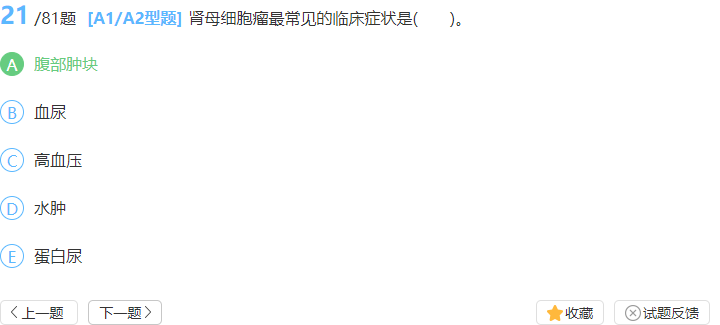 21 /81题 [A1/A2型题] 肾母细胞瘤最常见的临床症状是(　　)。
A 腹部肿块
B 血尿
C 高血压
D 水肿
E 蛋白尿
上一题 下一题 收藏 试题反馈